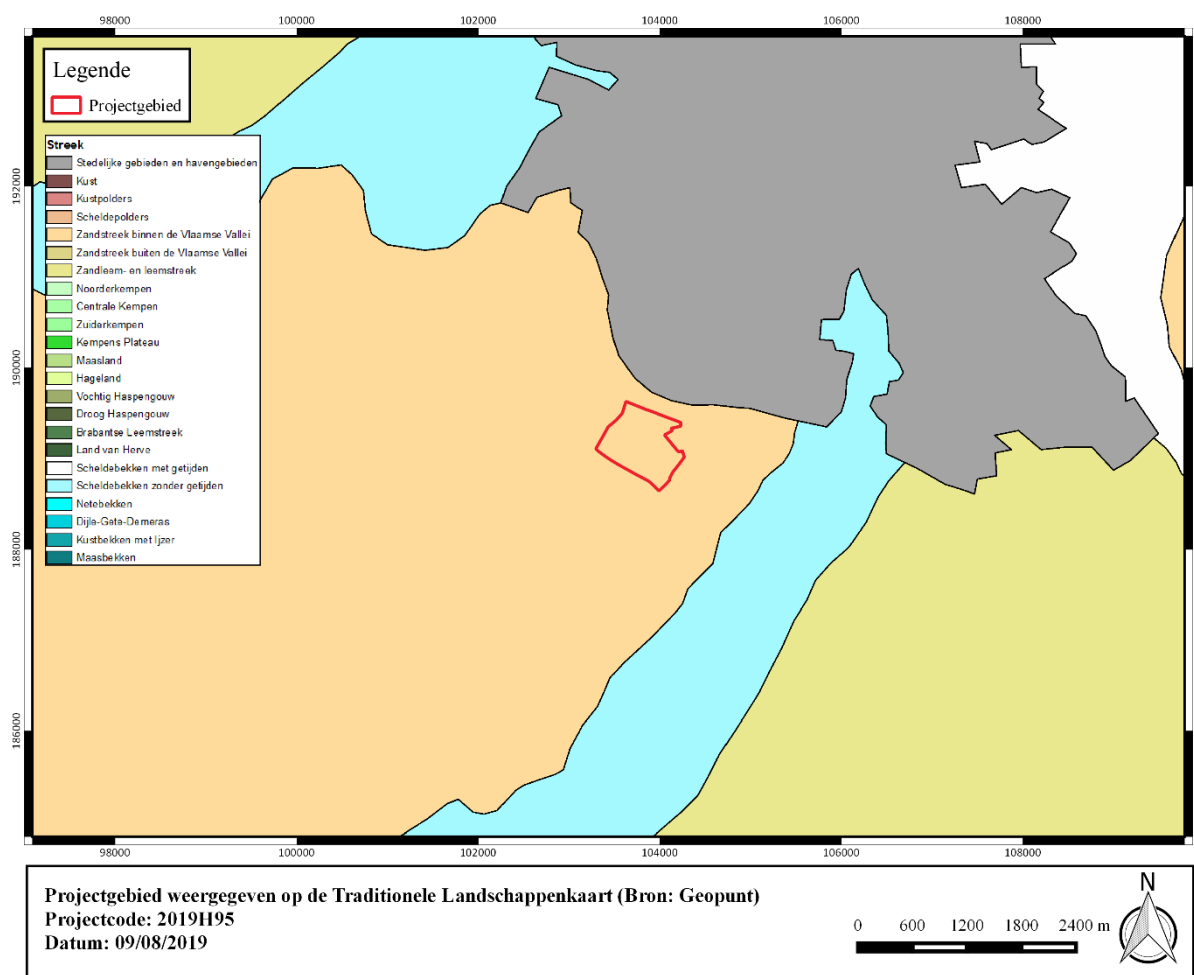 98000 100000 102000 104000 106000 108000
Legende
Projectgebied
Streek
Stedelijke gebieden en havengebieden
Kust
Kustpolders
Scheldepolders
Zandstreek binnen de Vlaamse Vallei
Zandstreek buiten de Vlaamse Vallei
Zandleem- en leemstreek
Noorderkempen
Centrale Kempen
Zuiderkempen
Kempens Plateau
Maasland
Hageland
Vochtig Haspengouw
Droog Haspengouw
Brabantse Leemstreek
Land van Herve
Scheldebekken met getijden
Scheldebekken zonder getijden
Netebekken
Dijle-Gete-Demeras
Kustbekken met Ijzer
Maasbekken
192000
190000
188000
186000
192000
190000
188000
186000
98000 100000 102000 104000 106000 108000
Projectgebied weergegeven op de Traditionele Landschappenkaart (Bron: Geopunt)
Projectcode: 2019H95
Datum: 09/08/2019
0 600 1200 1800 2400 m
N